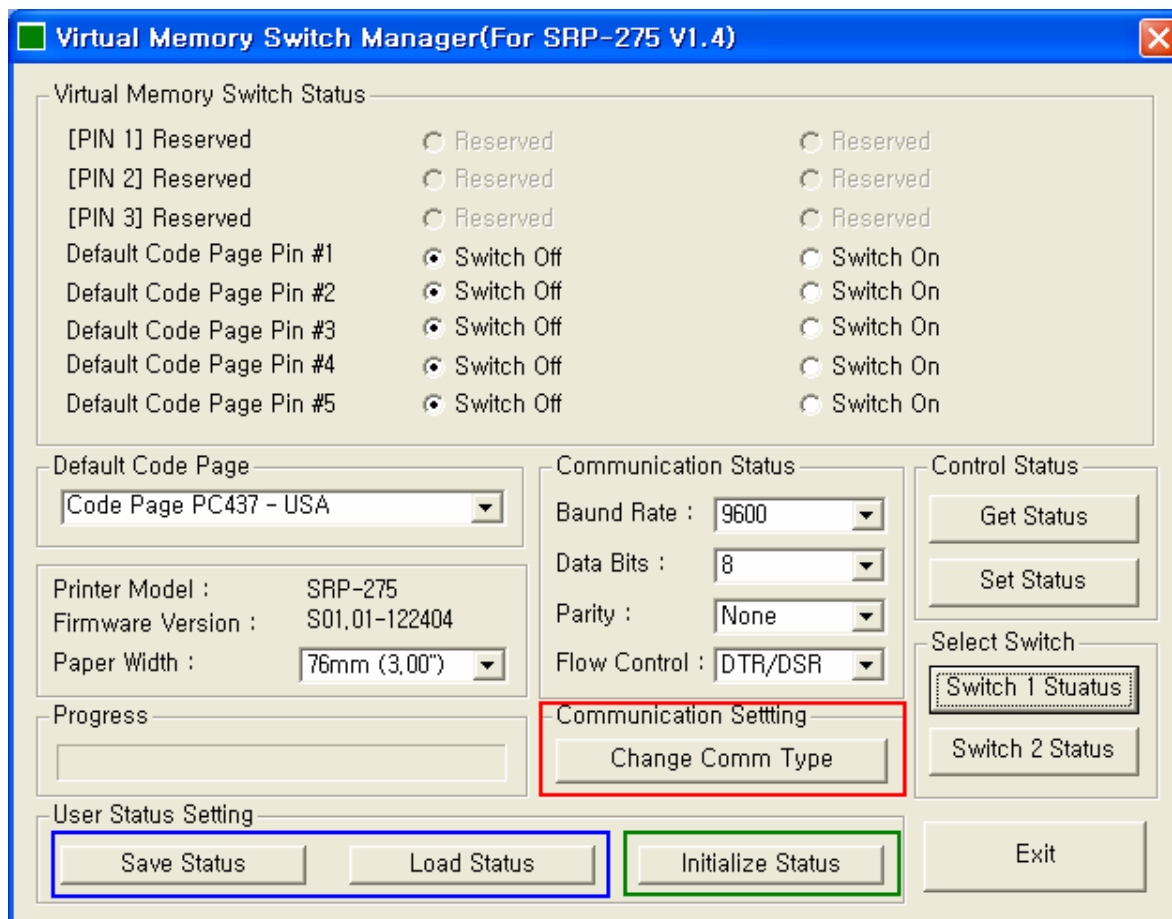 Virtual Memory Switch Manager(For SRP-275 V1.4)
Virtual Memory Switch Status
[PIN 1] Reserved Reserved Reserved
[PIN 2] Reserved Reserved Reserved
[PIN 3] Reserved Reserved Reserved
Default Code Page Pin #1 Switch Off Switch On
Default Code Page Pin #2 Switch Off Switch On
Default Code Page Pin #3 Switch Off Switch On
Default Code Page Pin #4 Switch Off Switch On
Default Code Page Pin #5 Switch Off Switch On
Default Code Page
Code Page PC437 - USA
Printer Model : SRP-275
Firmware Version : S01,01-122404
Paper Width : 76mm (3,00")
Progress
Communication Status
Baund Rate : 9600
Data Bits : 8
Parity : None
Flow Control : DTR/DSR
Communication Settting
Change Comm Type
Control Status
Get Status
Set Status
Select Switch
Switch 1 Stuatus
Switch 2 Status
User Status Setting
Save Status Load Status Initialize Status
Exit